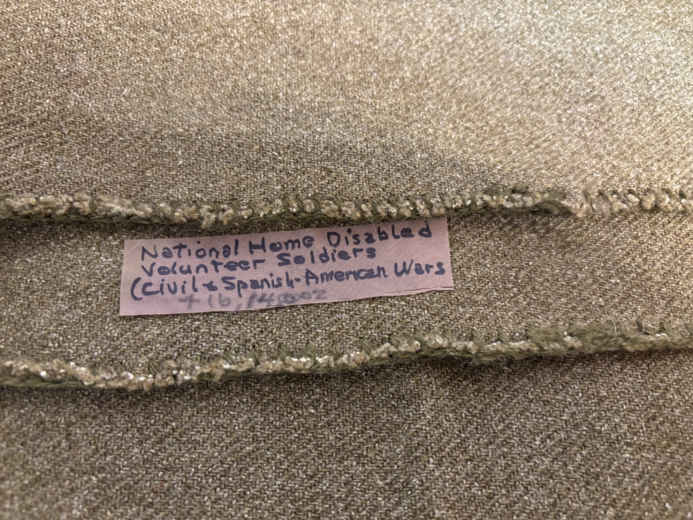 National Home Disabled
Volunteer Soldiers
(Civil & Spanish-American Wars